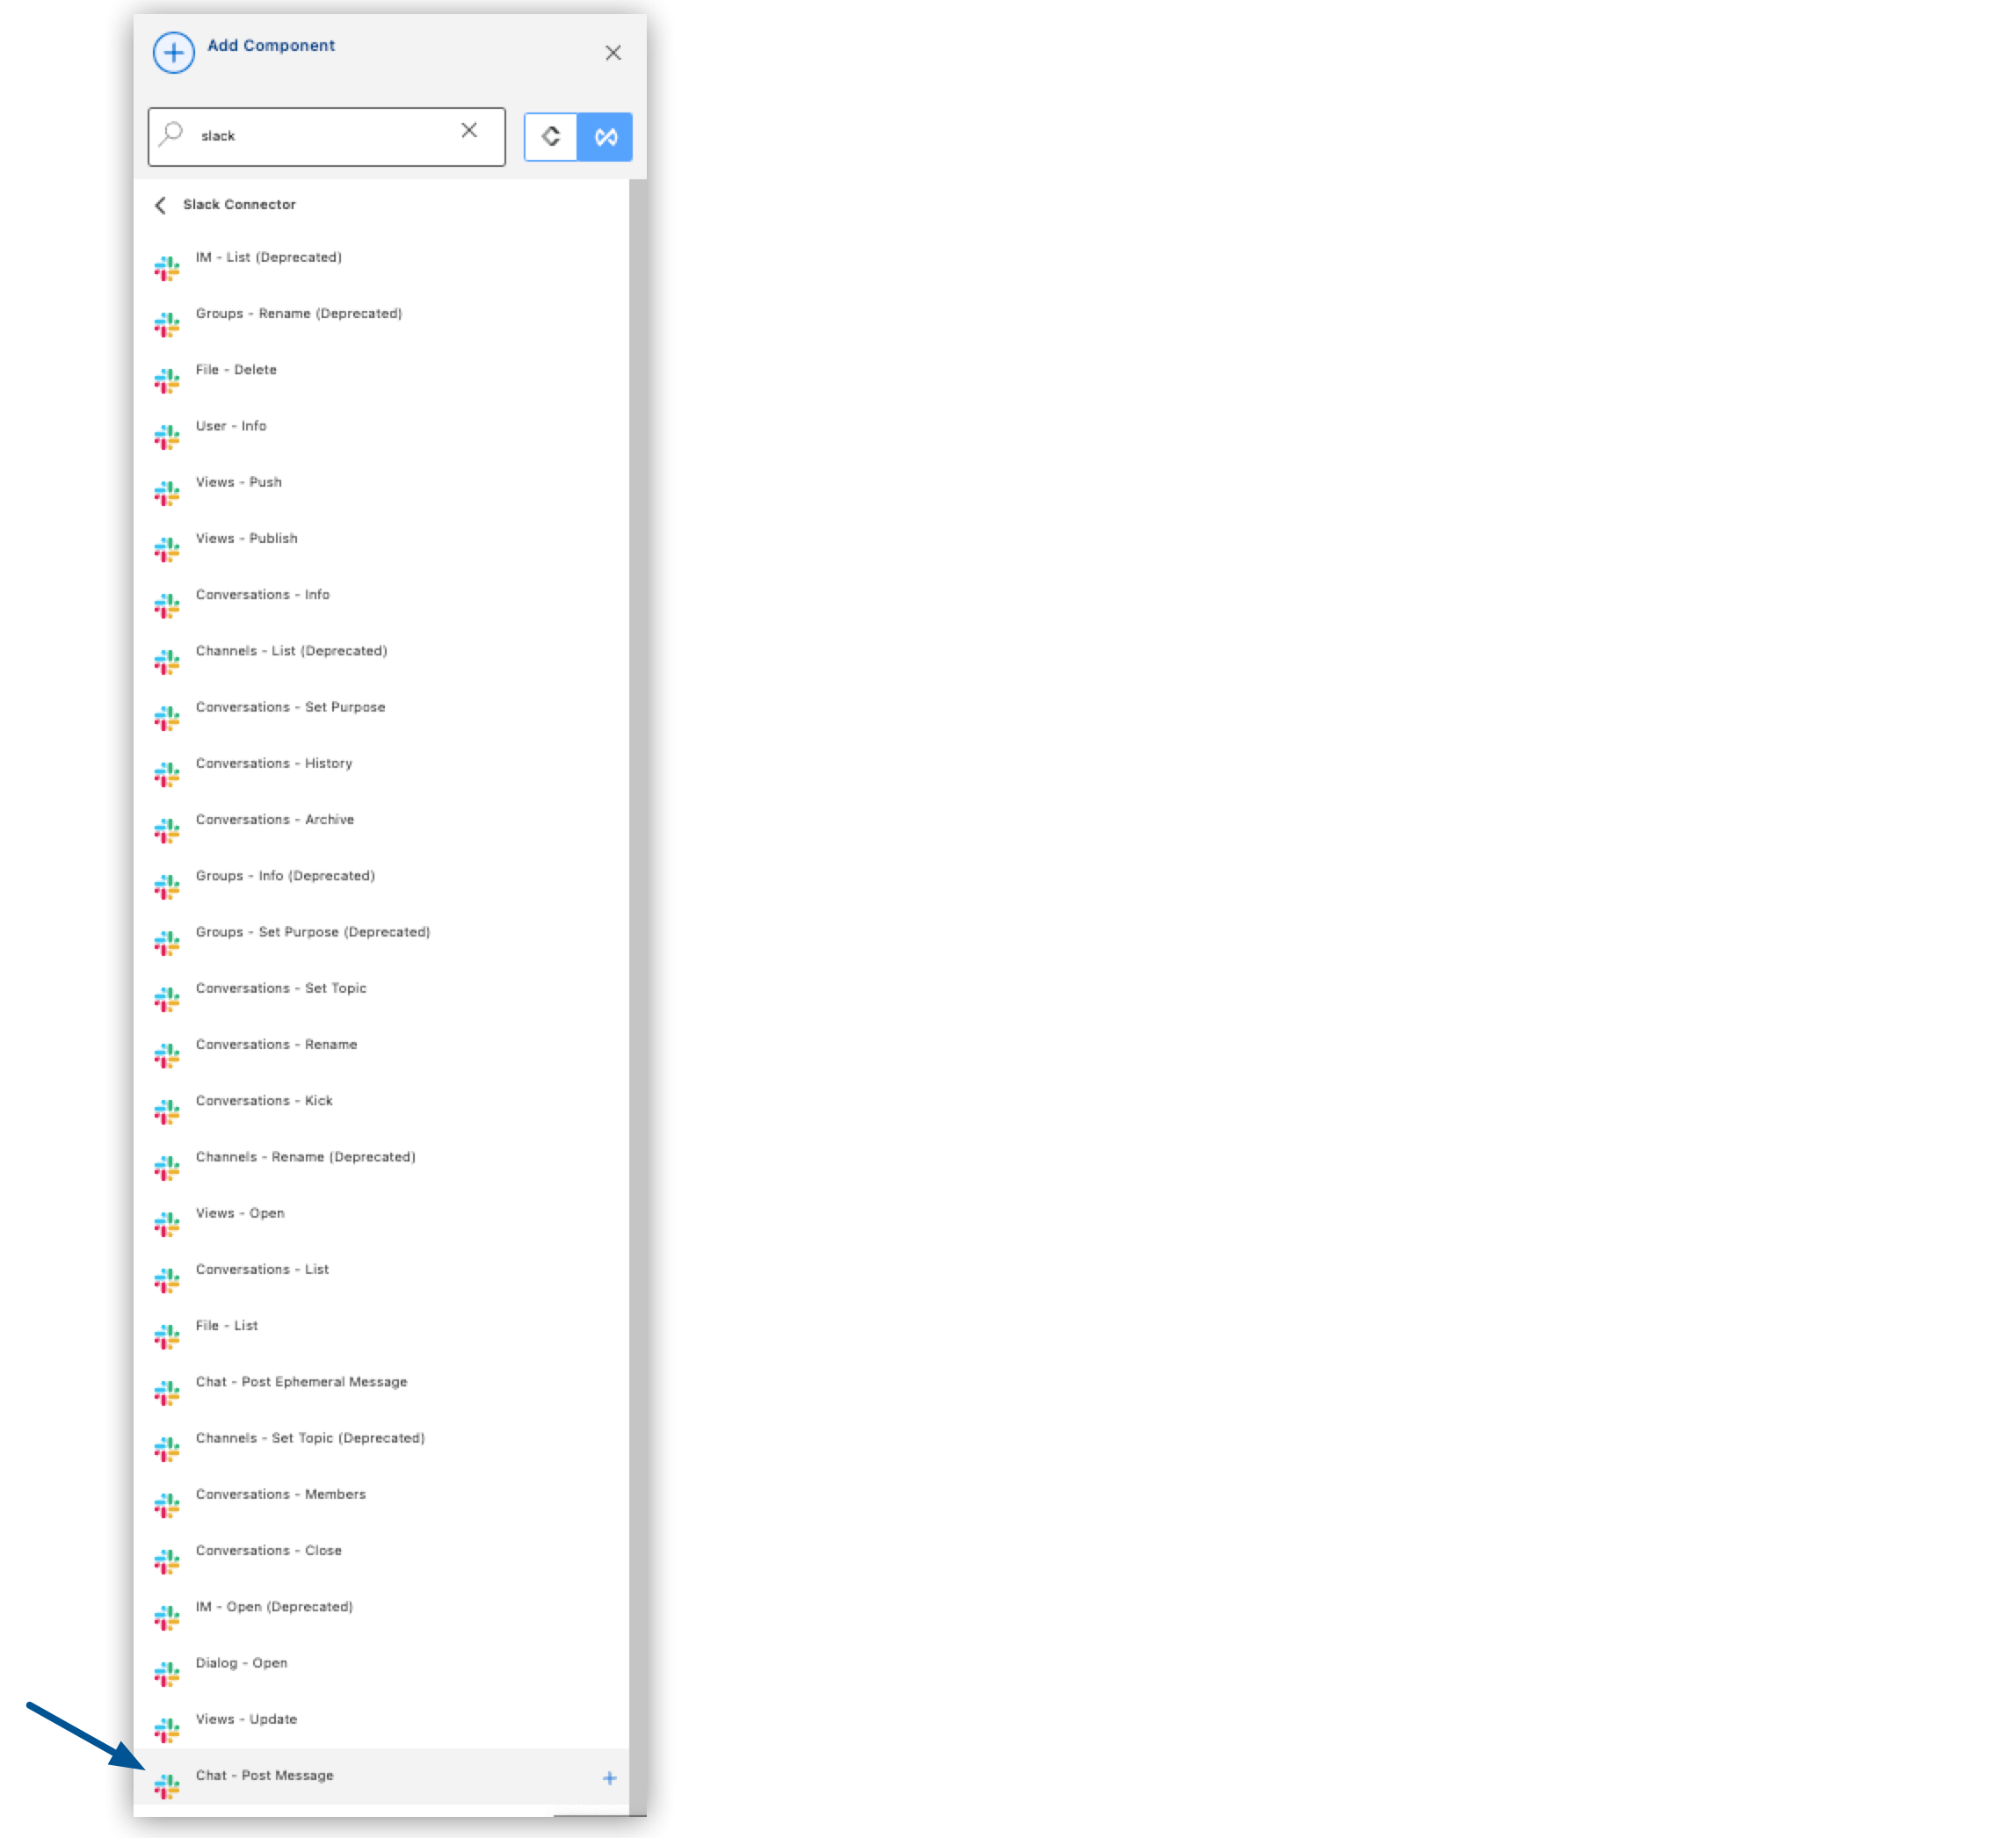 Add Component
slack
Slack Connector
IM - List (Deprecated)
Groups - Rename (Deprecated)
File - Delete
User - Info
Views - Push
Views - Publish
Conversations - Info
Channels - List (Deprecated)
Conversations - Set Purpose
Conversations - History
Conversations - Archive
Groups - Info (Deprecated)
Groups - Set Purpose (Deprecated)
Conversations - Set Topic
Conversations - Rename
Conversations - Kick
Channels - Rename (Deprecated)
Views - Open
Conversations - List
File - List
Chat - Post Ephemeral Message
Channels - Set Topic (Deprecated)
Conversations - Members
Conversations - Close
IM - Open (Deprecated)
Dialog - Open
Views - Update
Chat - Post Message